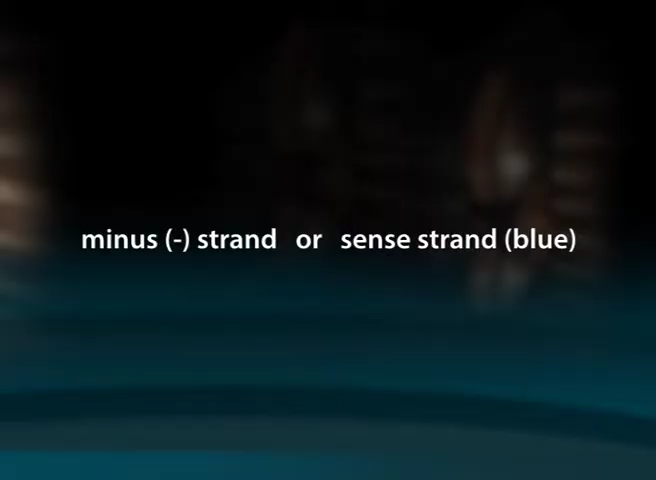 minus (-) strand or sense strand (blue)